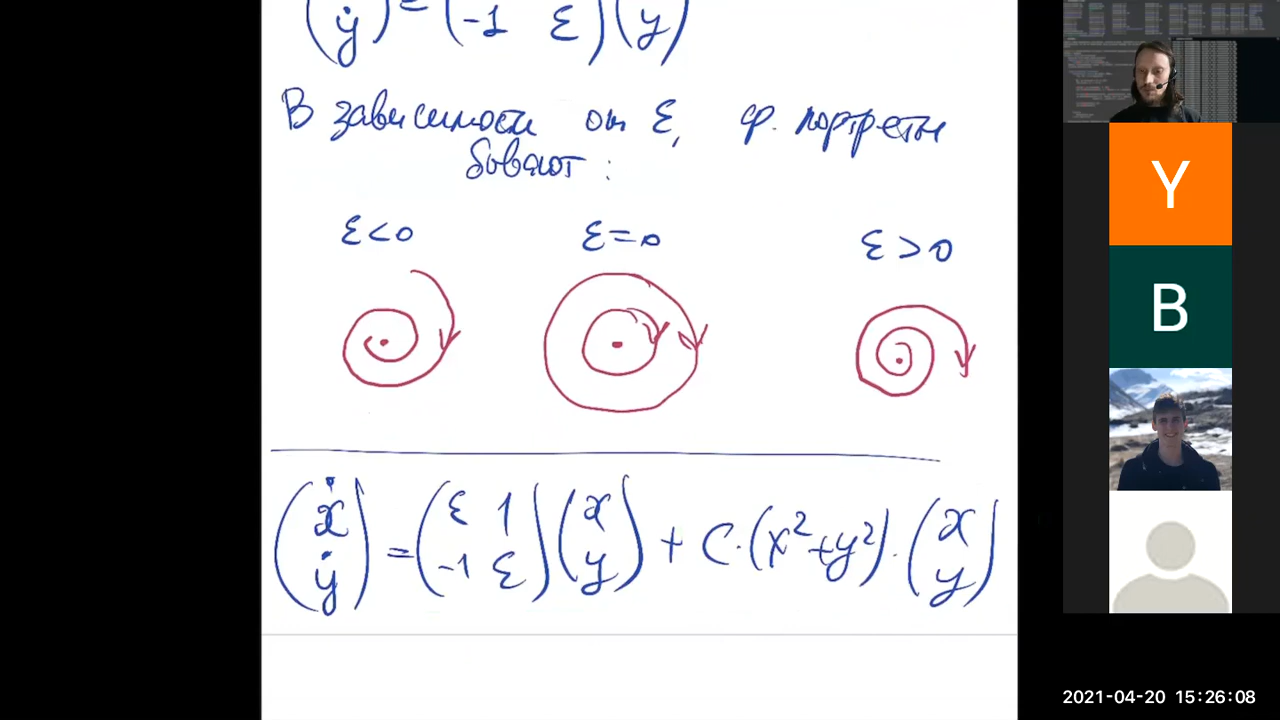 (ẏ) = (-1 ε)(y)
В зависимости от ε, ф. портреты
бывают :
ε<0 ε=0 ε>0
(ẋ ẏ) = (ε 1 -1 ε)(x y) + C·(x²+y²)·(x y)
Y
B
2021-04-20 15:26:08